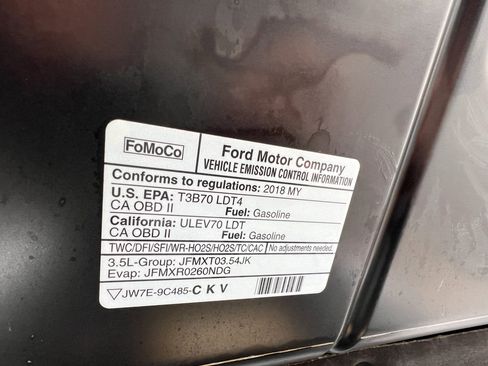 FoMoCo
Ford Motor Company
VEHICLE EMISSION CONTROL INFORMATION
Conforms to regulations: 2018 MY
U.S. EPA: T3B70 LDT4
CA OBD II Fuel: Gasoline
California: ULEV70 LDT
CA OBD II Fuel: Gasoline
TWC/DFI/SFI/WR-HO2S/HO2S/TC/CAC No adjustments needed.
3.5L-Group: JFMXT03.54JK
Evap: JFMXR0260NDG
JW7E-9C485-CKV